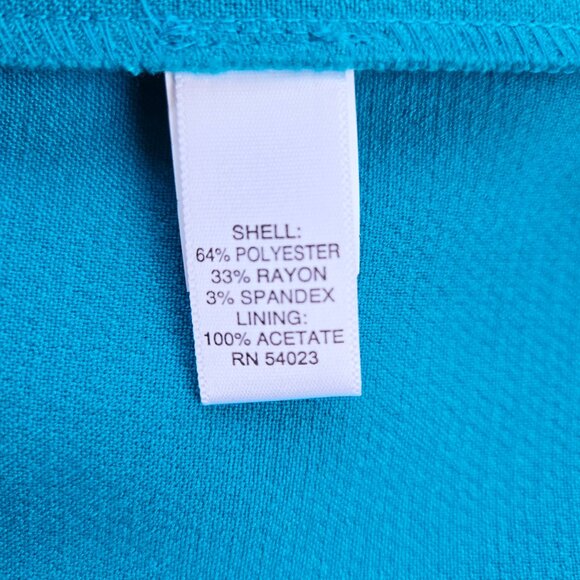 SHELL:
64% POLYESTER
33% RAYON
3% SPANDEX
LINING:
100% ACETATE
RN 54023